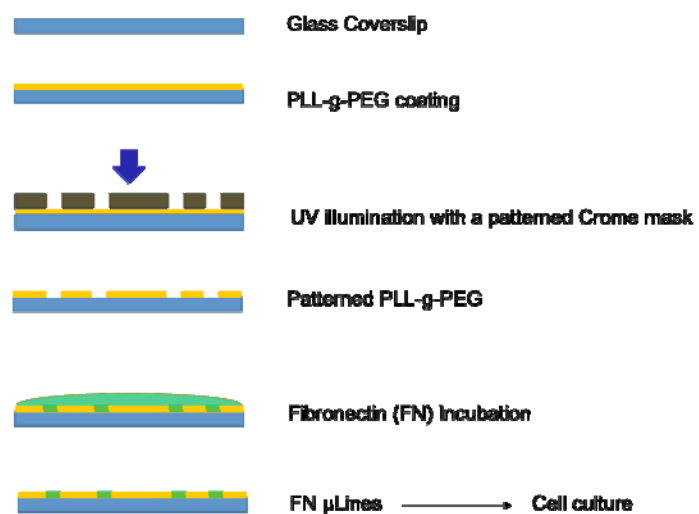 Glass Coverslip
PLL-g-PEG coating
UV illumination with a patterned Crome mask
Patterned PLL-g-PEG
Fibronectin (FN) Incubation
FN µLines Cell culture